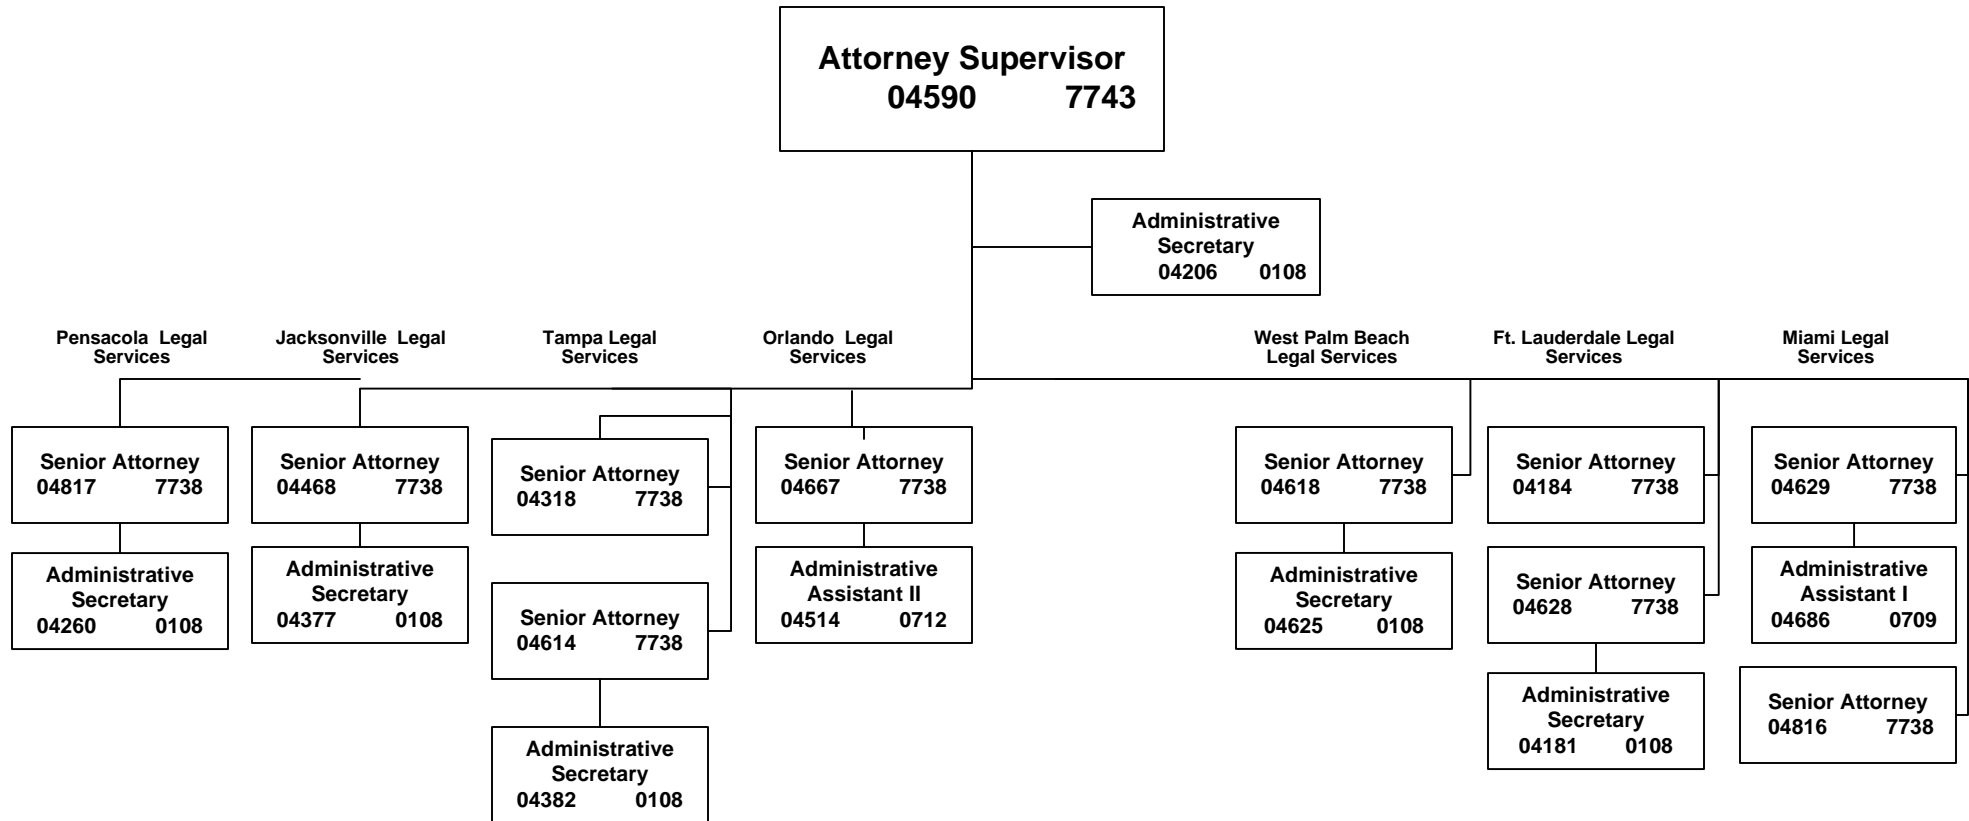 Attorney Supervisor
04590 7743
Administrative
Secretary
04206 0108
Pensacola Legal
Services
Jacksonville Legal
Services
Tampa Legal
Services
Orlando Legal
Services
West Palm Beach
Legal Services
Ft. Lauderdale Legal
Services
Miami Legal
Services
Senior Attorney
04817 7738
Administrative
Secretary
04260 0108
Senior Attorney
04468 7738
Administrative
Secretary
04377 0108
Senior Attorney
04318 7738
Senior Attorney
04614 7738
Administrative
Secretary
04382 0108
Senior Attorney
04667 7738
Administrative
Assistant II
04514 0712
Senior Attorney
04618 7738
Administrative
Secretary
04625 0108
Senior Attorney
04184 7738
Senior Attorney
04628 7738
Administrative
Secretary
04181 0108
Senior Attorney
04629 7738
Administrative
Assistant I
04686 0709
Senior Attorney
04816 7738